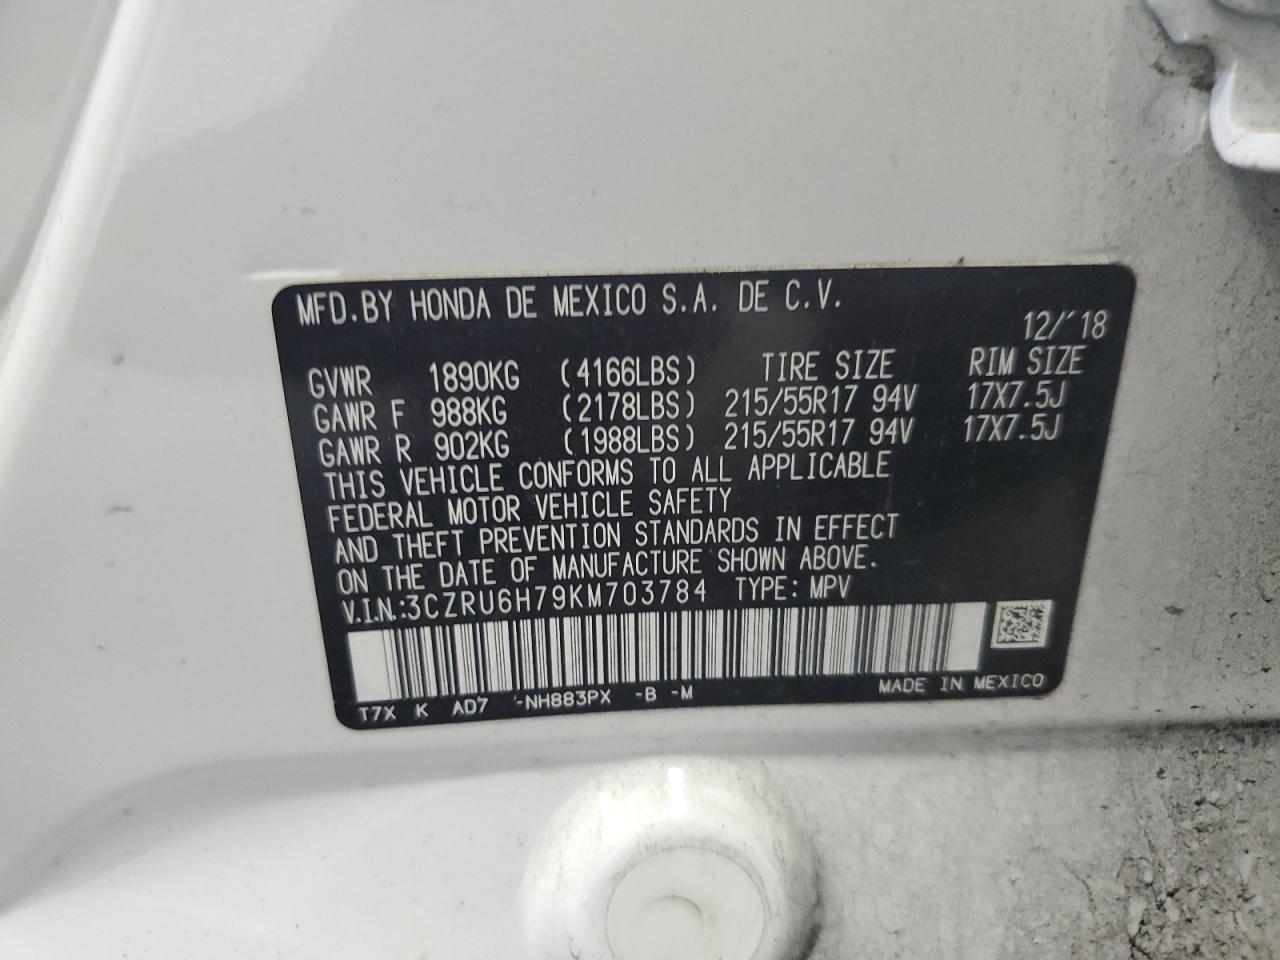 MFD.BY HONDA DE MEXICO S.A. DE C.V.
12/'18
GVWR 1890KG (4166LBS) TIRE SIZE RIM SIZE
GAWR F 988KG (2178LBS) 215/55R17 94V 17X7.5J
GAWR R 902KG (1988LBS) 215/55R17 94V 17X7.5J
THIS VEHICLE CONFORMS TO ALL APPLICABLE
FEDERAL MOTOR VEHICLE SAFETY
AND THEFT PREVENTION STANDARDS IN EFFECT
ON THE DATE OF MANUFACTURE SHOWN ABOVE.
V.I.N.:3CZRU6H79KM703784 TYPE: MPV
T7X K AD7 -NH883PX -B -M MADE IN MEXICO